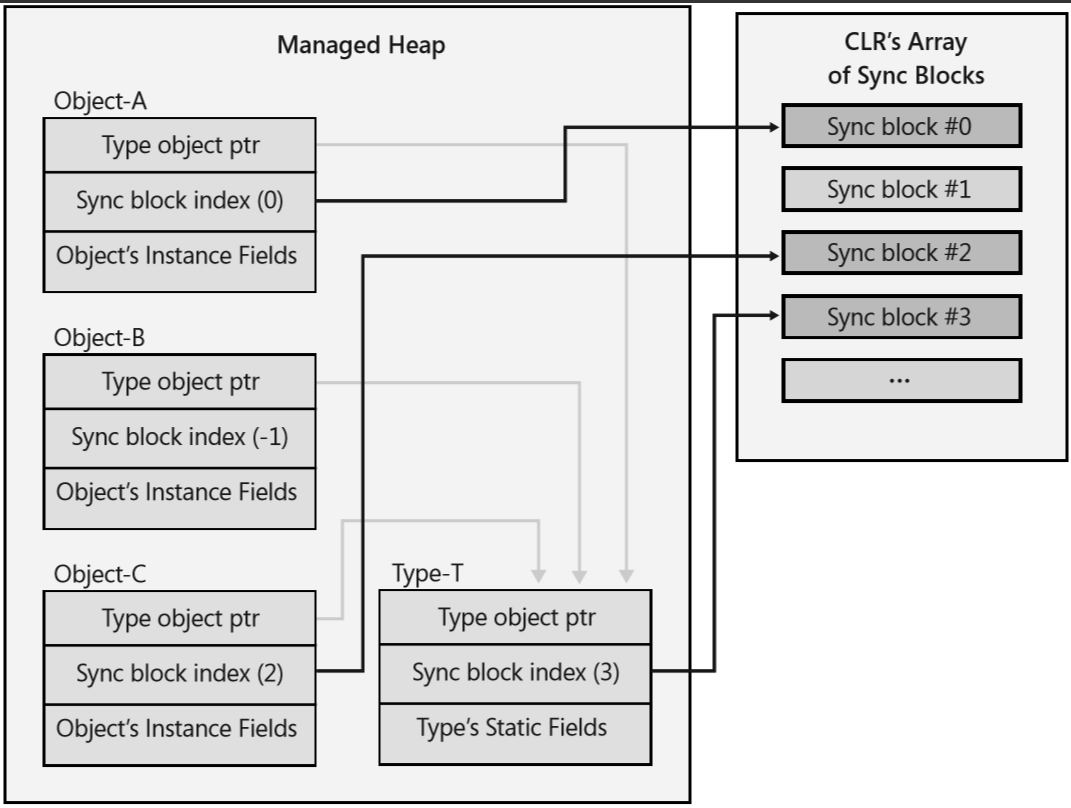 Managed Heap
Object-A
Type object ptr
Sync block index (0)
Object’s Instance Fields
Object-B
Type object ptr
Sync block index (-1)
Object’s Instance Fields
Object-C
Type object ptr
Sync block index (2)
Object’s Instance Fields
Type-T
Type object ptr
Sync block index (3)
Type’s Static Fields
CLR’s Array
of Sync Blocks
Sync block #0
Sync block #1
Sync block #2
Sync block #3
...